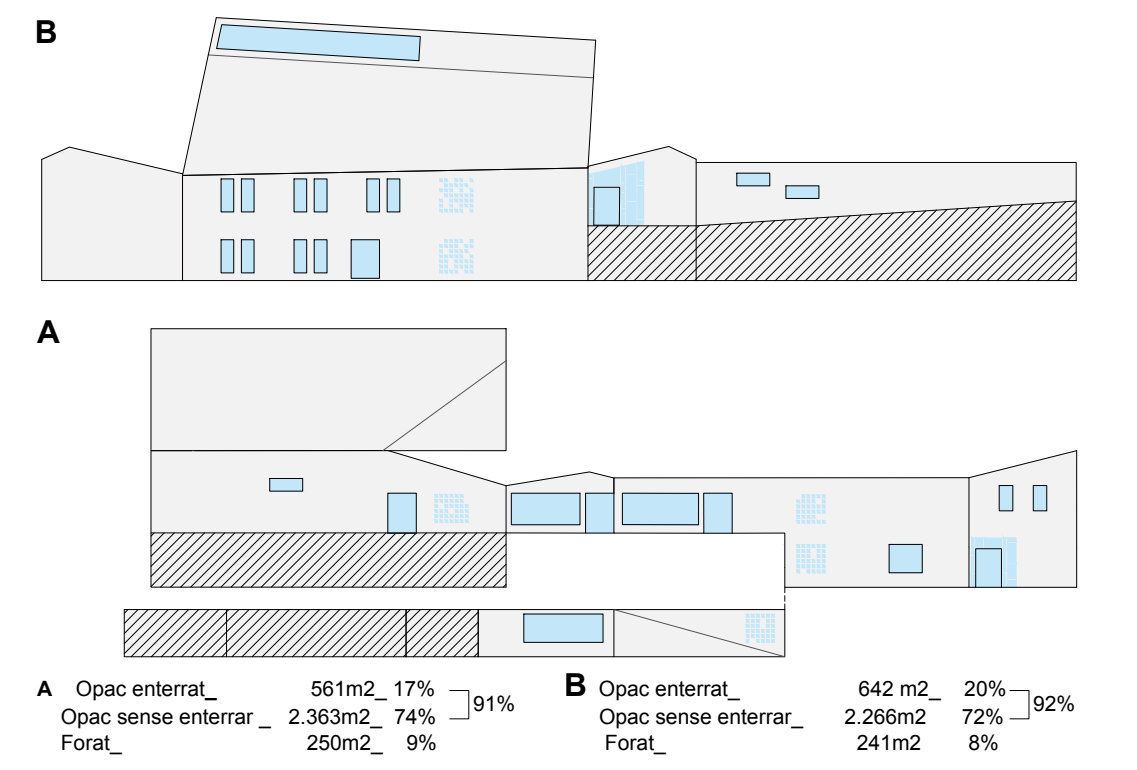 B
A
A Opac enterrat_ 561m2_ 17%
Opac sense enterrar _ 2.363m2_ 74%
91%
Forat_ 250m2_ 9%
B Opac enterrat_ 642 m2_ 20%
Opac sense enterrar_ 2.266m2 72%
92%
Forat_ 241m2 8%